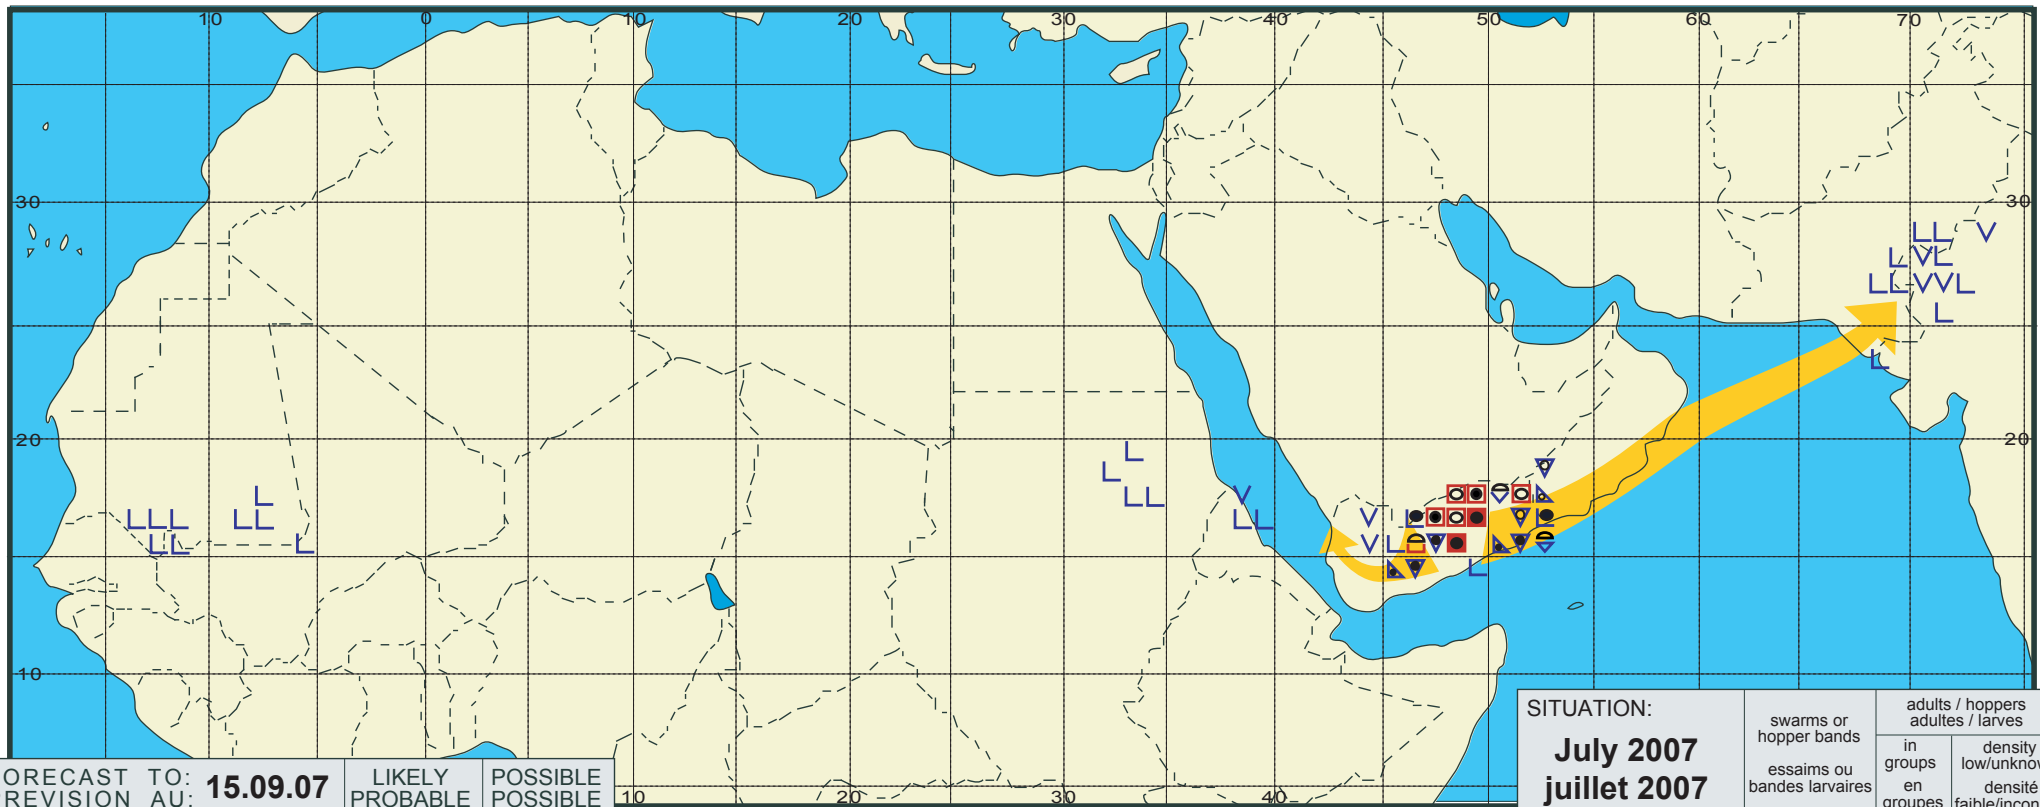 10 0 10 20 30 40 50 60 70
30 30
20 20
10
10 20 30 40
SITUATION:
July 2007
juillet 2007
swarms or
hopper bands
essaims ou
bandes larvaires
adults / hoppers
adultes / larves
in
groups
en
groupes
density
low/unknow
densité
faible/incon
ORECAST TO:
REVISION AU:
15.09.07
LIKELY
PROBABLE
POSSIBLE
POSSIBLE